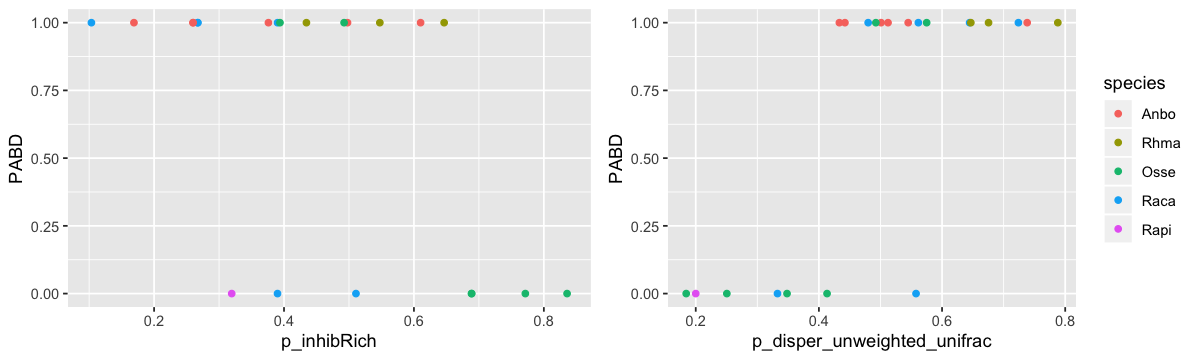 1.00
0.75
0.50
0.25
0.00
PABD
0.2 0.4 0.6 0.8
p_inhibRich
1.00
0.75
0.50
0.25
0.00
PABD
0.2 0.4 0.6 0.8
p_disper_unweighted_unifrac
species
Anbo
Rhma
Osse
Raca
Rapi